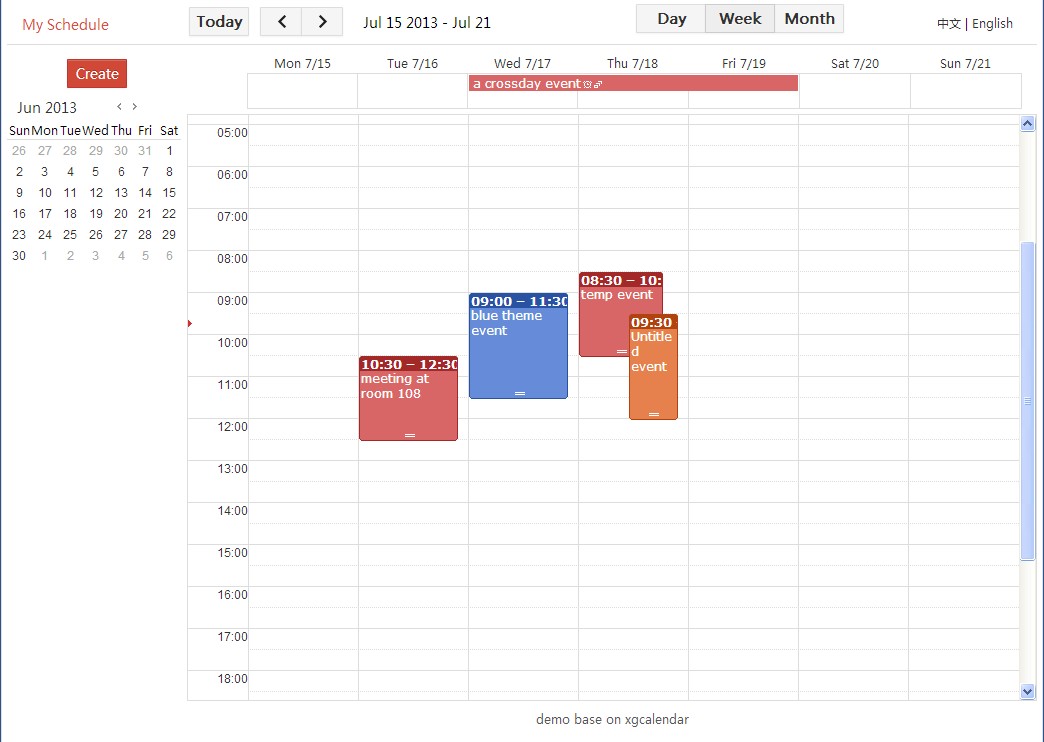 My Schedule
Today
Jul 15 2013 - Jul 21
Day Week Month
中文 | English
Create
Jun 2013
Sun Mon Tue Wed Thu Fri Sat
26 27 28 29 30 31 1
2 3 4 5 6 7 8
9 10 11 12 13 14 15
16 17 18 19 20 21 22
23 24 25 26 27 28 29
30 1 2 3 4 5 6
Mon 7/15 Tue 7/16 Wed 7/17 Thu 7/18 Fri 7/19 Sat 7/20 Sun 7/21
a crossday event
05:00
06:00
07:00
08:00
09:00
10:00
11:00
12:00
13:00
14:00
15:00
16:00
17:00
18:00
10:30 – 12:30
meeting at
room 108
09:00 – 11:30
blue theme
event
08:30 – 10:
temp event
09:30
Untitle
d
event
demo base on xgcalendar